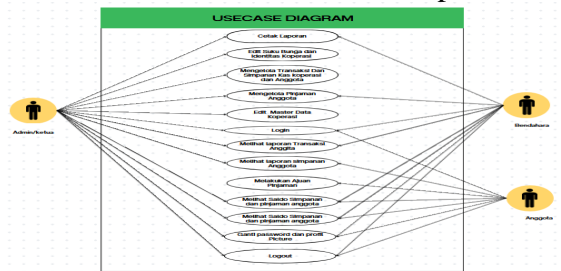 USECASE DIAGRAM
Cetak Laporan
Edit Suku Bunga dan
Identitas Koperasi
Mengelola Transaksi Dan
Simpanan Kas koperasi
dan Anggota
Mengelola Pinjaman
Anggota
Edit Master Data
Koperasi
Login
Melihat laporan Transaksi
Anggita
Melihat laporan simpanan
Anggota
Melakukan Ajuan
Pinjaman
Melihat Saldo Simpanan
dan pinjaman anggota
Melihat Saldo Simpanan
dan pinjaman anggota
Ganti password dan profil
Picture
Logout
Admin/ketua
Bendahara
Anggota